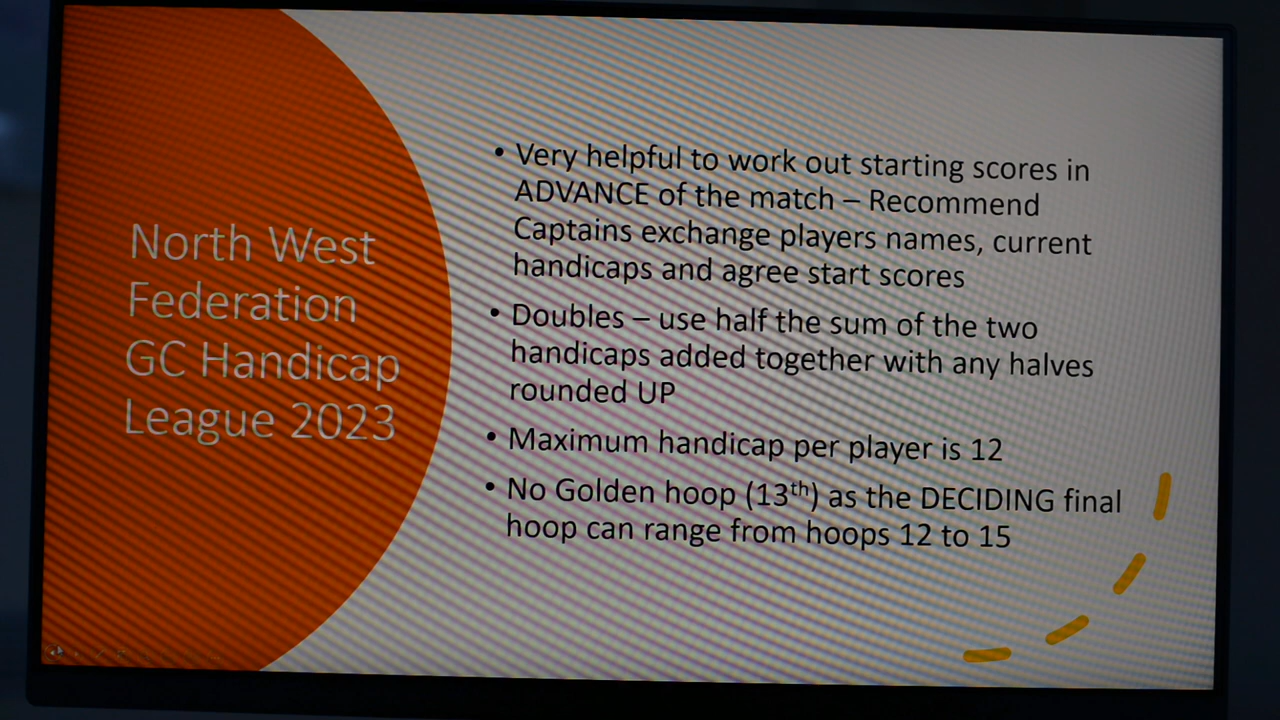 North West
Federation
GC Handicap
League 2023
• Very helpful to work out starting scores in
ADVANCE of the match – Recommend
Captains exchange players names, current
handicaps and agree start scores
• Doubles – use half the sum of the two
handicaps added together with any halves
rounded UP
• Maximum handicap per player is 12
• No Golden hoop (13th) as the DECIDING final
hoop can range from hoops 12 to 15